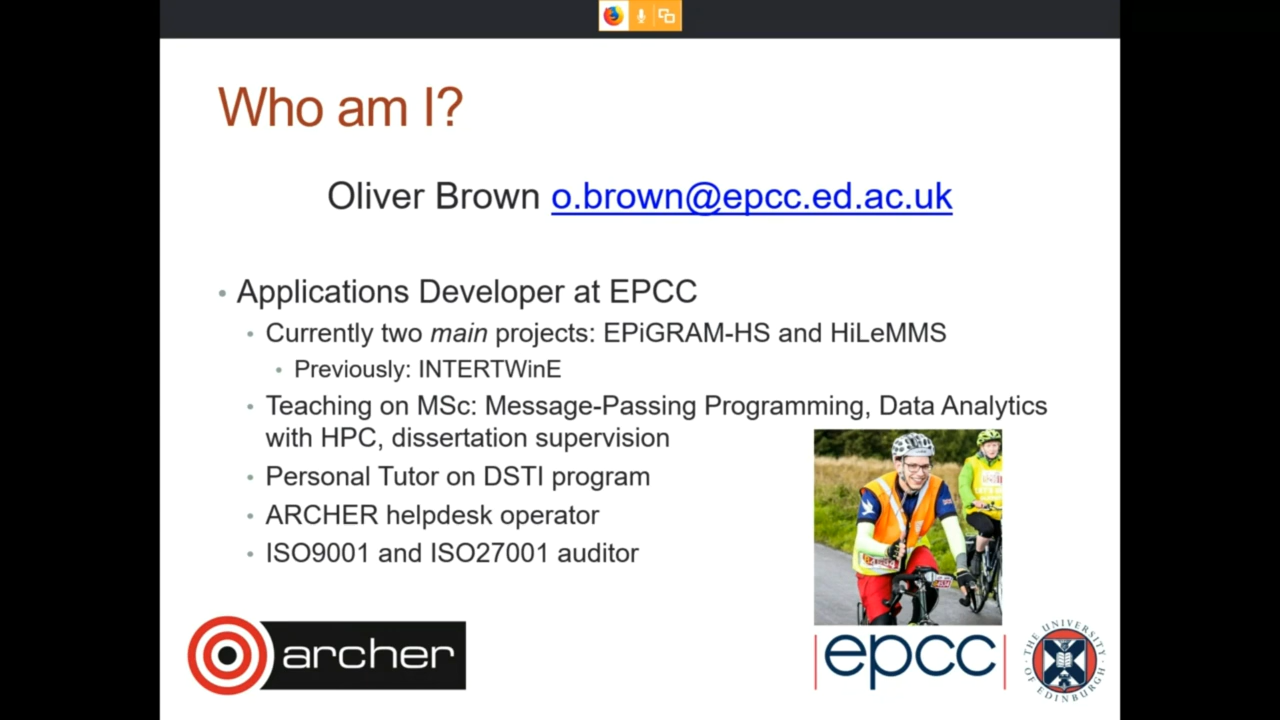 Who am I?
Oliver Brown o.brown@epcc.ed.ac.uk
• Applications Developer at EPCC
• Currently two main projects: EPiGRAM-HS and HiLeMMS
• Previously: INTERTWinE
• Teaching on MSc: Message-Passing Programming, Data Analytics
with HPC, dissertation supervision
• Personal Tutor on DSTI program
• ARCHER helpdesk operator
• ISO9001 and ISO27001 auditor
archer
epcc
THE UNIVERSITY
OF EDINBURGH